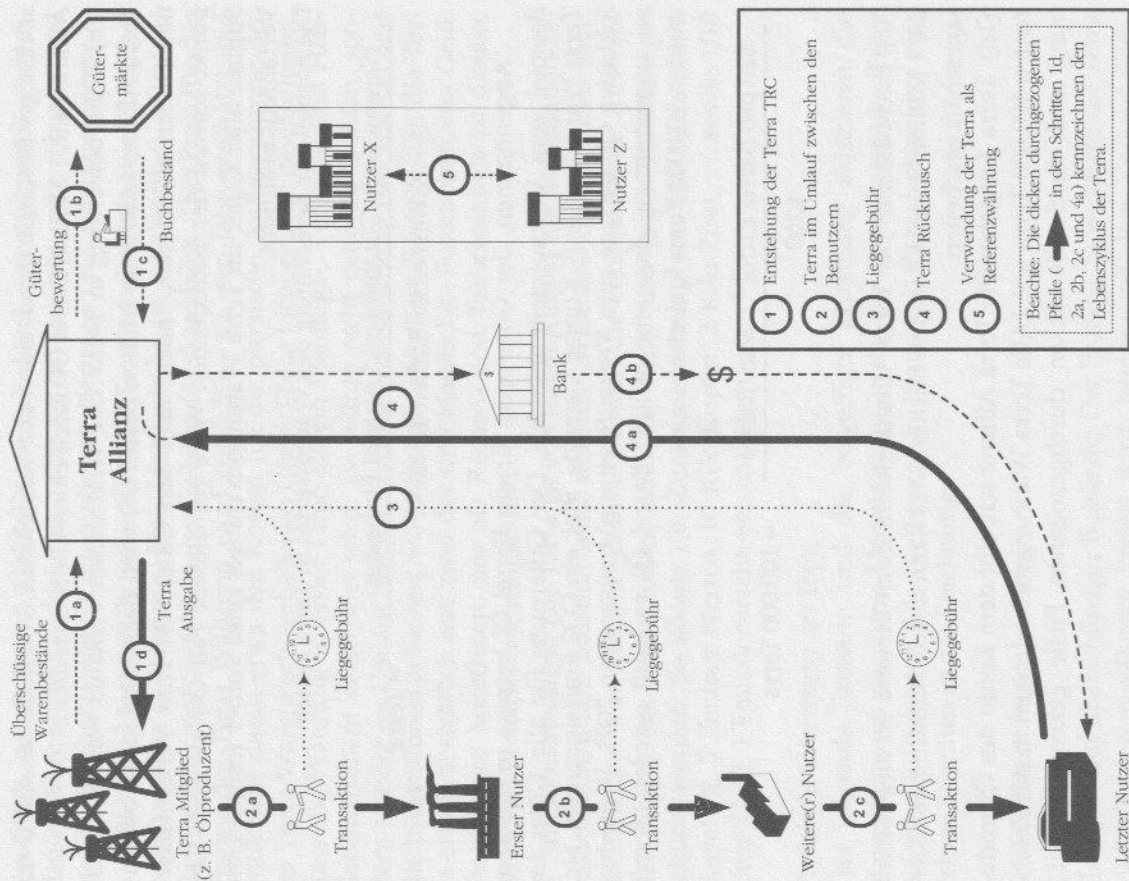 Überschüssige
Warenbestände
1a
Terra
Allianz
Güter-
bewertung
1b
Güter-
märkte
1c
Buchbestand
1d
Terra
Ausgabe
Terra Mitglied
(z. B. Ölproduzent)
2a
Transaktion
Liegegebühr
Erster Nutzer
2b
Transaktion
Liegegebühr
Weitere(r) Nutzer
2c
Transaktion
Liegegebühr
Letzter Nutzer
3
4
4a
$
Bank
4b
$
Nutzer X
5
Nutzer Z
1 Entstehung der Terra TRC
2 Terra im Umlauf zwischen den
Benutzern
3 Liegegebühr
4 Terra Rücktausch
5 Verwendung der Terra als
Referenzwährung
Beachte: Die dicken durchgezogenen
Pfeile ( in den Schritten 1d,
2a, 2b, 2c und 4a) kennzeichnen den
Lebenszyklus der Terra.